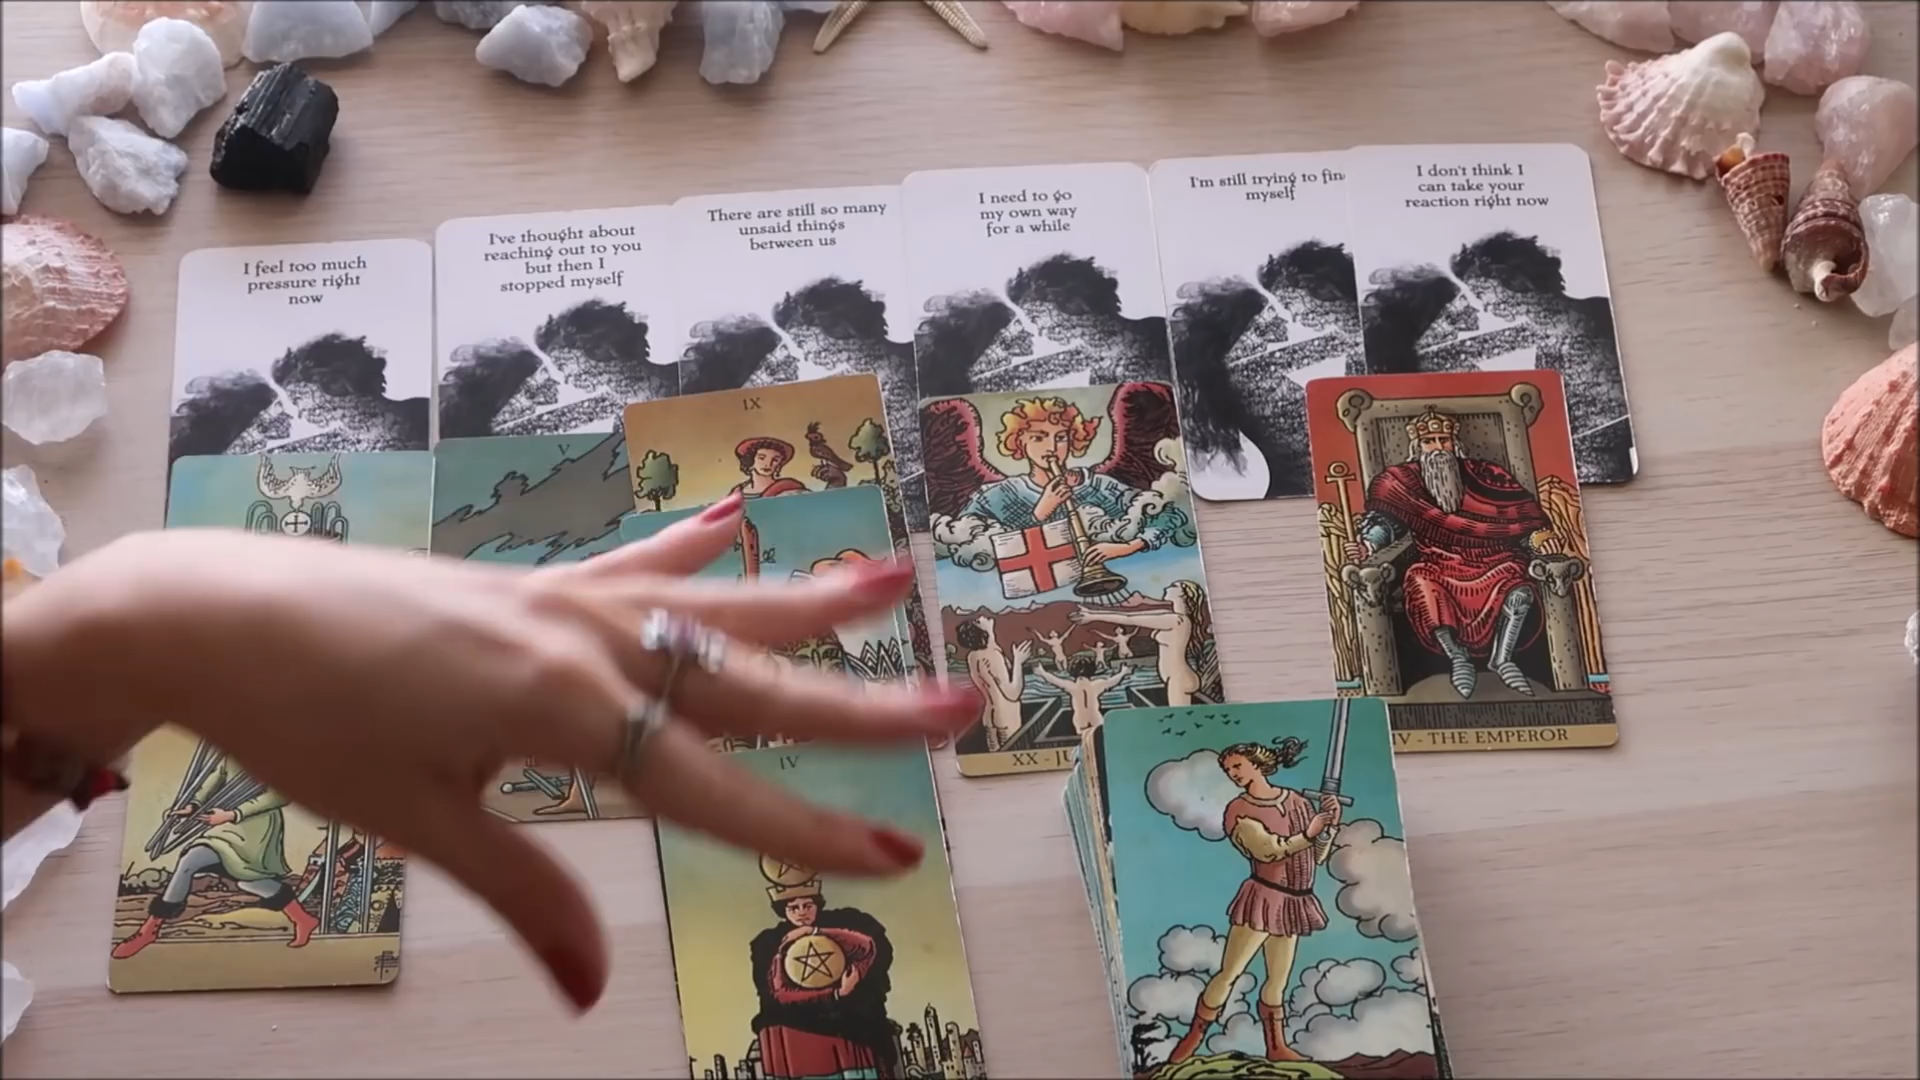 I feel too much
pressure right
now
I've thought about
reaching out to you
but then I
stopped myself
There are still so many
unsaid things
between us
I need to go
my own way
for a while
I'm still trying to
myself
I don't think I
can take your
reaction right now
V
IX
XX -
IV
V - THE EMPEROR